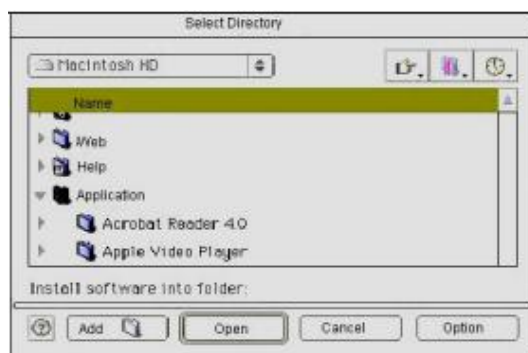 Select Directory
Macintosh HD
Name
Web
Help
Application
Acrobat Reader 4.0
Apple Video Player
Install software into folder:
Add Open Cancel Option